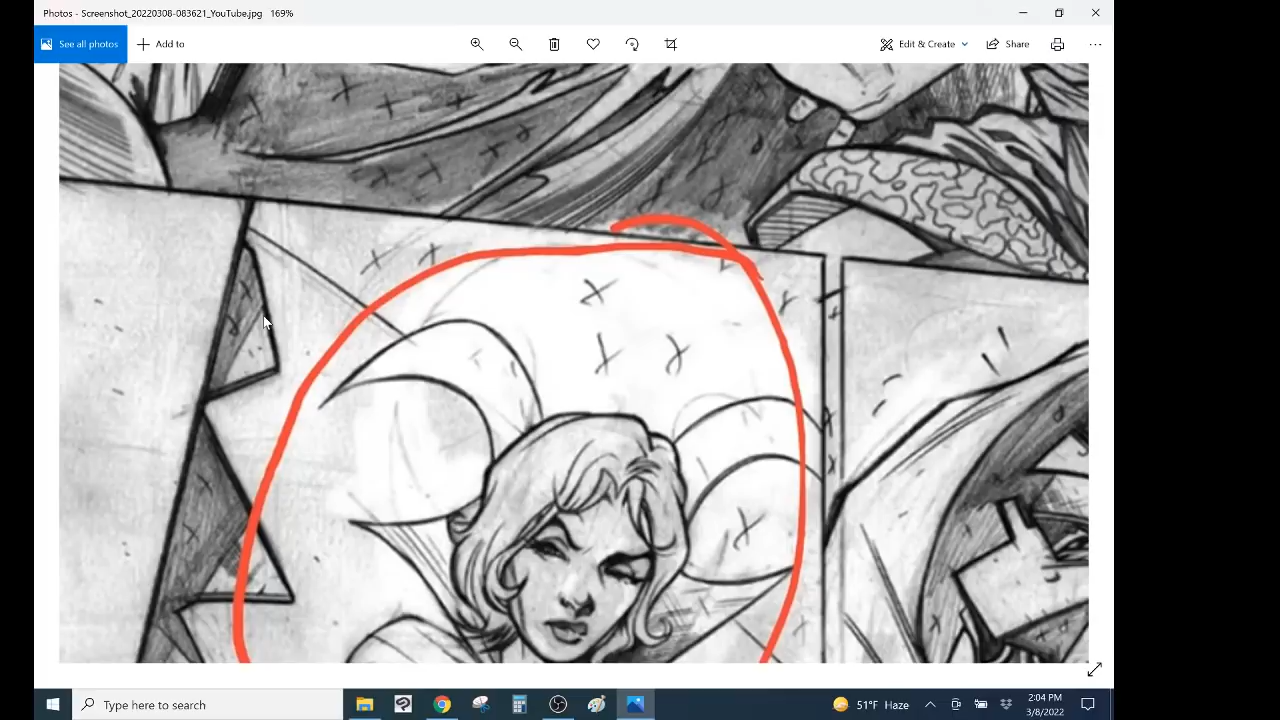 Photos - Screenshot_20220308-083621_YouTube.jpg 169%
See all photos
Add to
Edit & Create
Share
Type here to search
51°F Haze
2:04 PM
3/8/2022